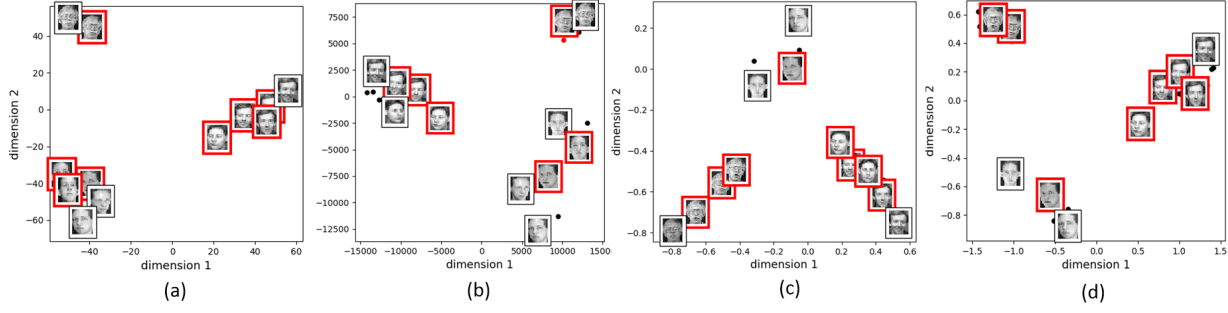 40
20
0
−20
−40
−60
dimension 2
−40 −20 0 20 40 60
dimension 1
(a)
7500
5000
2500
0
−2500
−5000
−7500
−10000
−12500
dimension 2
−15000 −10000 −5000 0 5000 10000 1500
dimension 1
(b)
0.2
0.0
−0.2
−0.4
−0.6
−0.8
dimension 2
−0.8 −0.6 −0.4 −0.2 0.0 0.2 0.4 0.6
dimension 1
(c)
0.6
0.4
0.2
0.0
−0.2
−0.4
−0.6
−0.8
dimension 2
−1.5 −1.0 −0.5 0.0 0.5 1.0 1.5
dimension 1
(d)